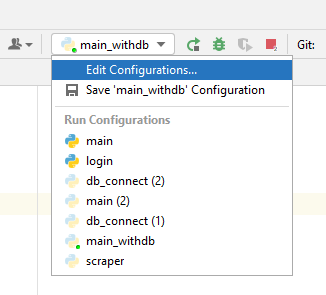 main_withdb
2
Git:
Edit Configurations...
Save 'main_withdb' Configuration
Run Configurations
main
login
db_connect (2)
main (2)
db_connect (1)
main_withdb
scraper